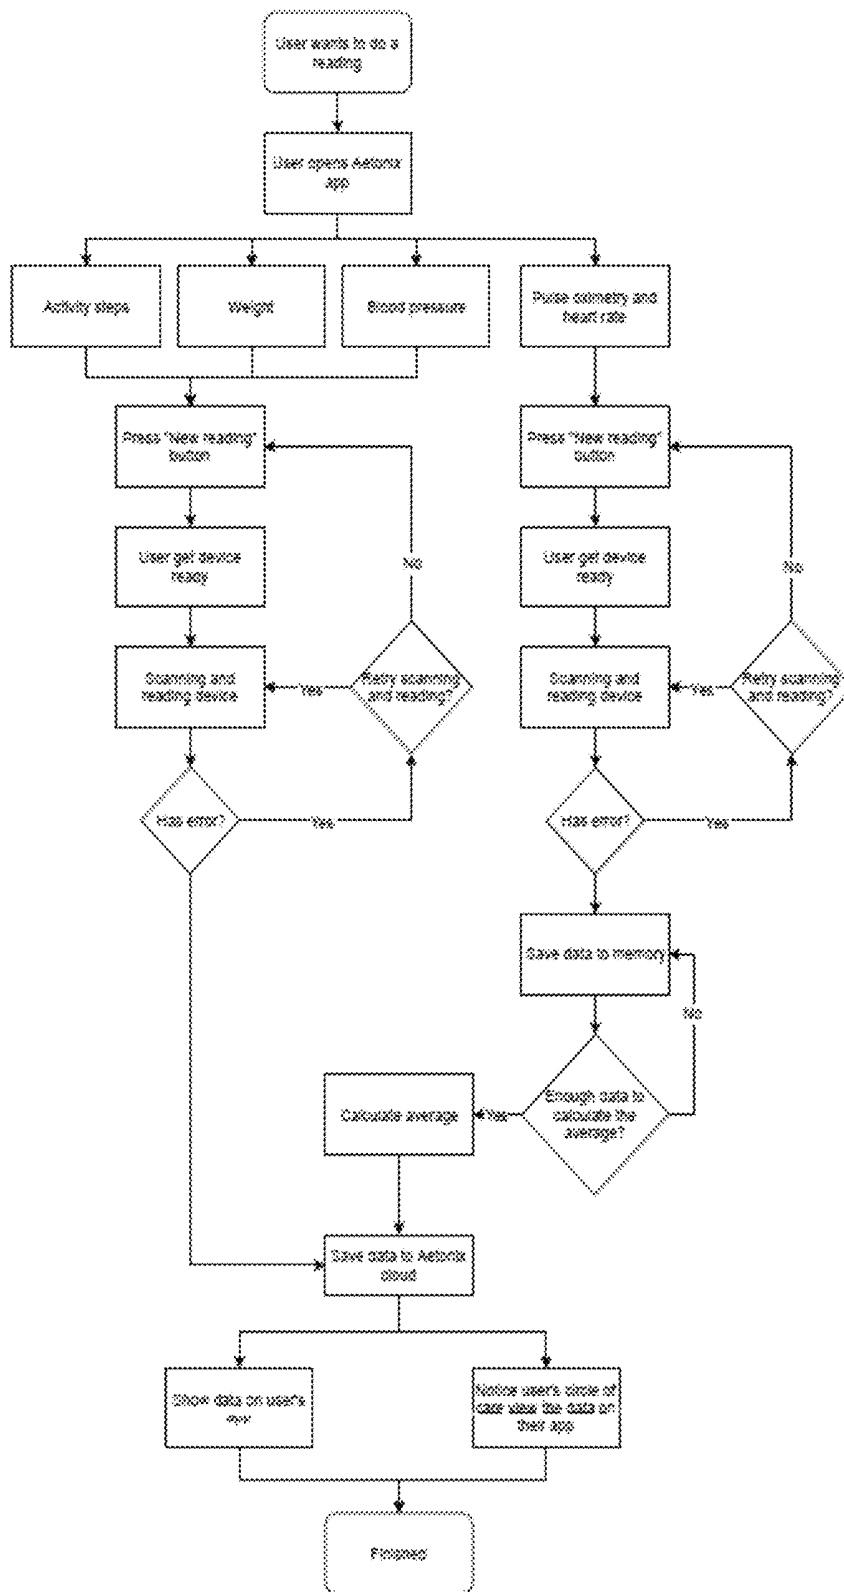 User wants to do a
reading
User opens Aetonix
app
Activity steps
Weight
Blood pressure
Pulse oximetry and
heart rate
Press "New reading"
button
Press "New reading"
button
User get device
ready
No
User get device
ready
No
Scanning and
reading device
Yes
Retry scanning
and reading?
Scanning and
reading device
Yes
Retry scanning
and reading?
Has error?
Yes
Has error?
Yes
Save data to memory
No
Calculate average
Yes
Enough data to
calculate the
average?
Save data to Aetonix
cloud
Show data on user's
app
Notice user's circle of
care view the data on
their app
Finished